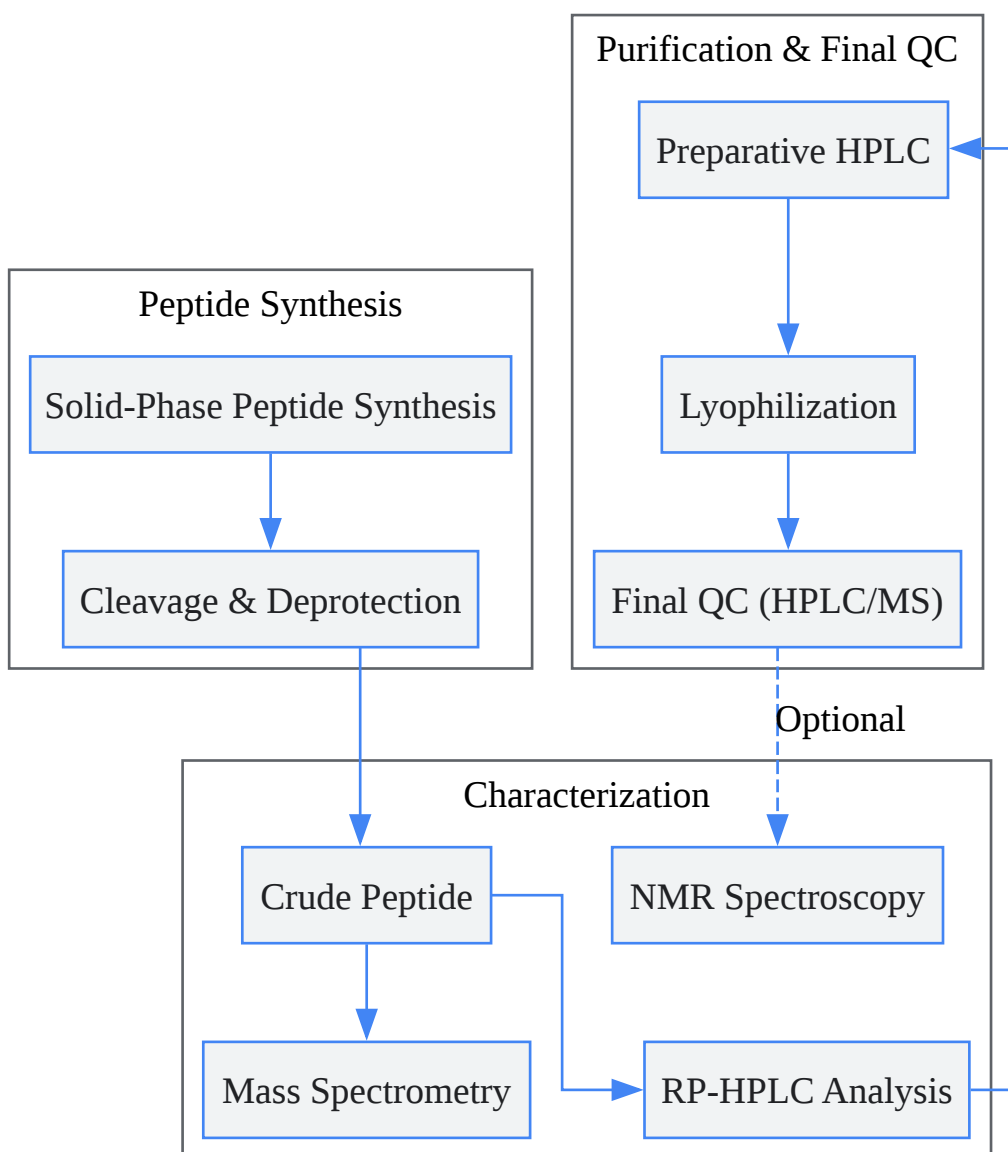 Purification & Final QC
Preparative HPLC
Peptide Synthesis
Solid-Phase Peptide Synthesis
Lyophilization
Cleavage & Deprotection
Final QC (HPLC/MS)
Optional
Characterization
Crude Peptide
NMR Spectroscopy
Mass Spectrometry
RP-HPLC Analysis